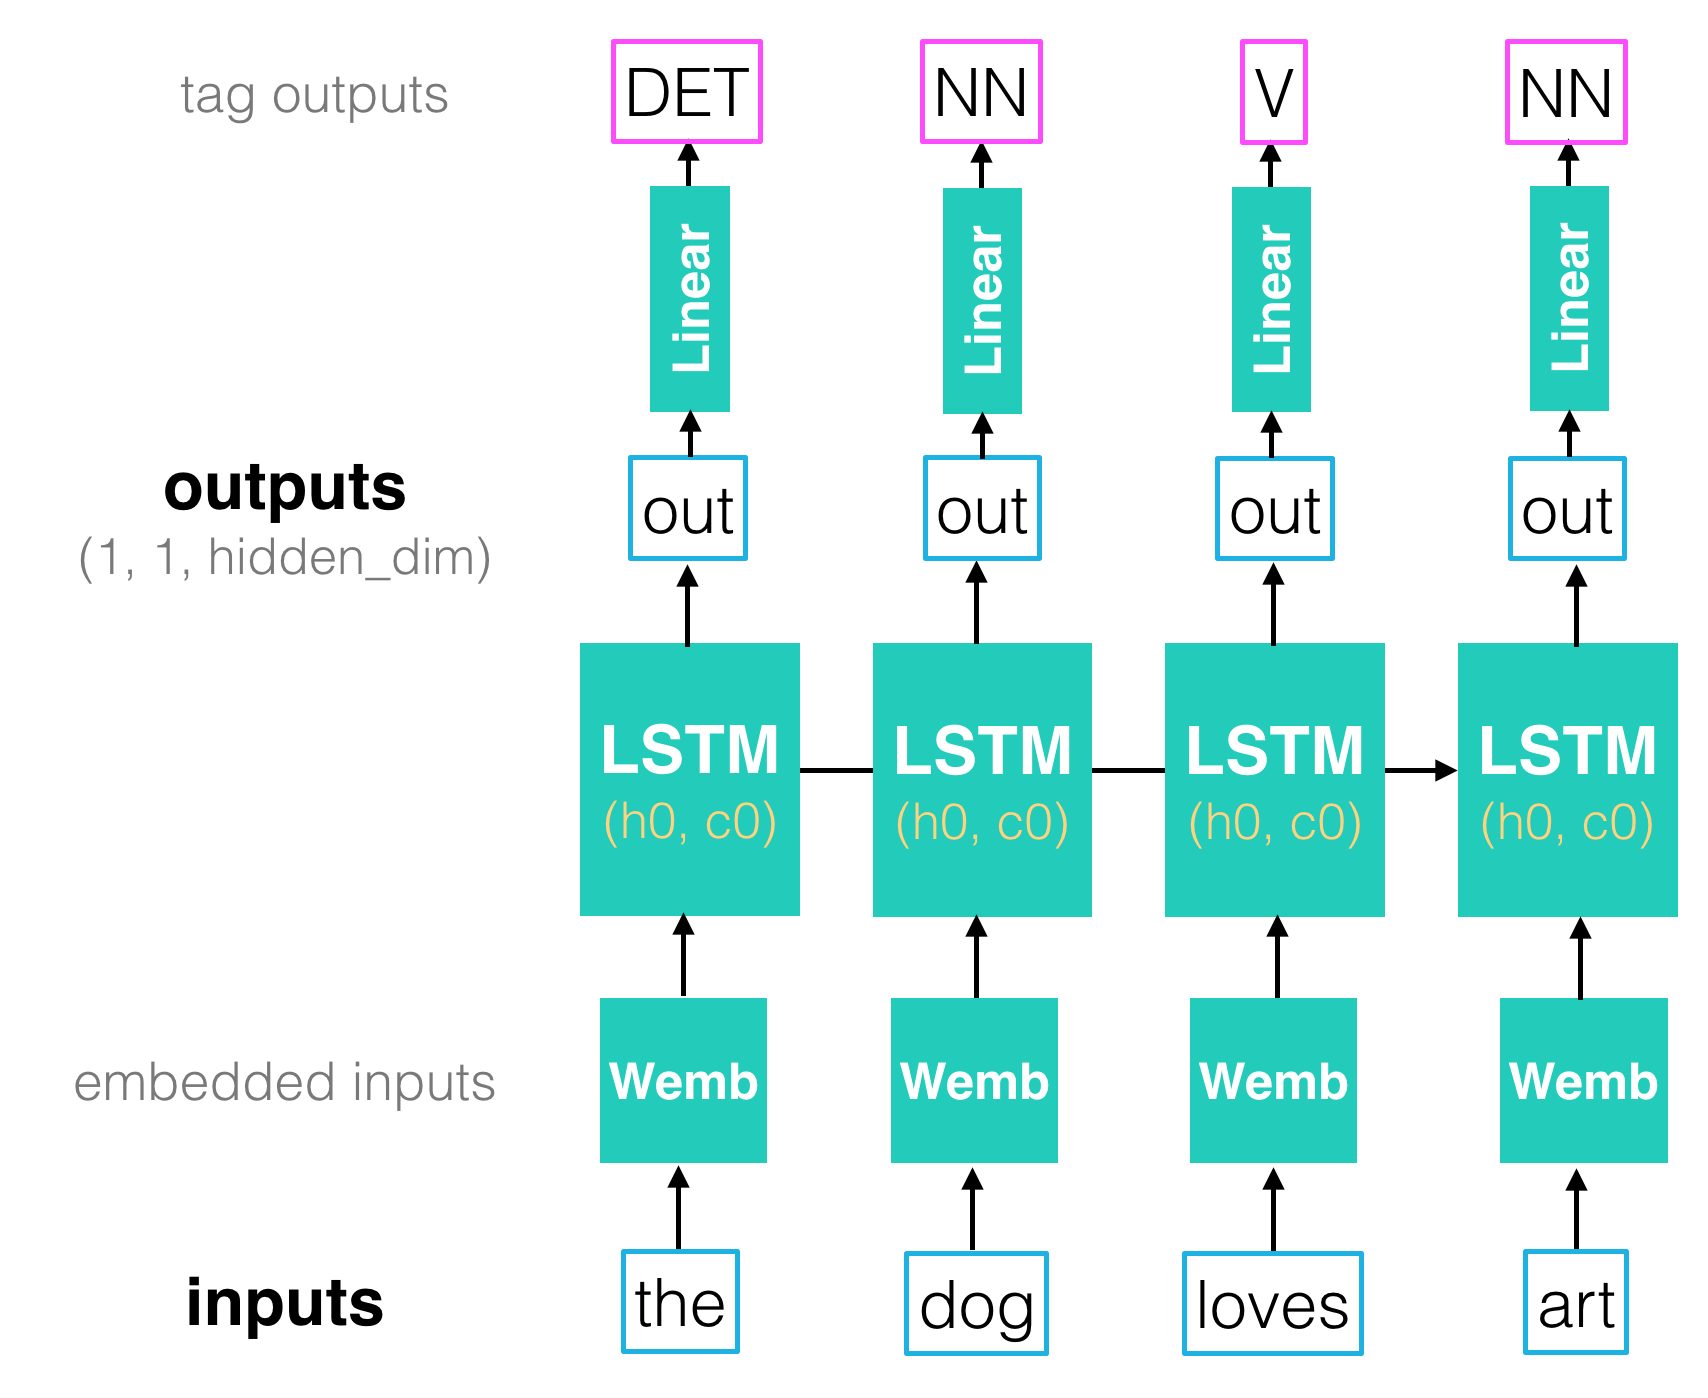 tag outputs DET NN V NN
Linear Linear Linear Linear
outputs out out out out
(1, 1, hidden_dim)
LSTM LSTM LSTM LSTM
(h0, c0) (h0, c0) (h0, c0) (h0, c0)
embedded inputs Wemb Wemb Wemb Wemb
inputs the dog loves art